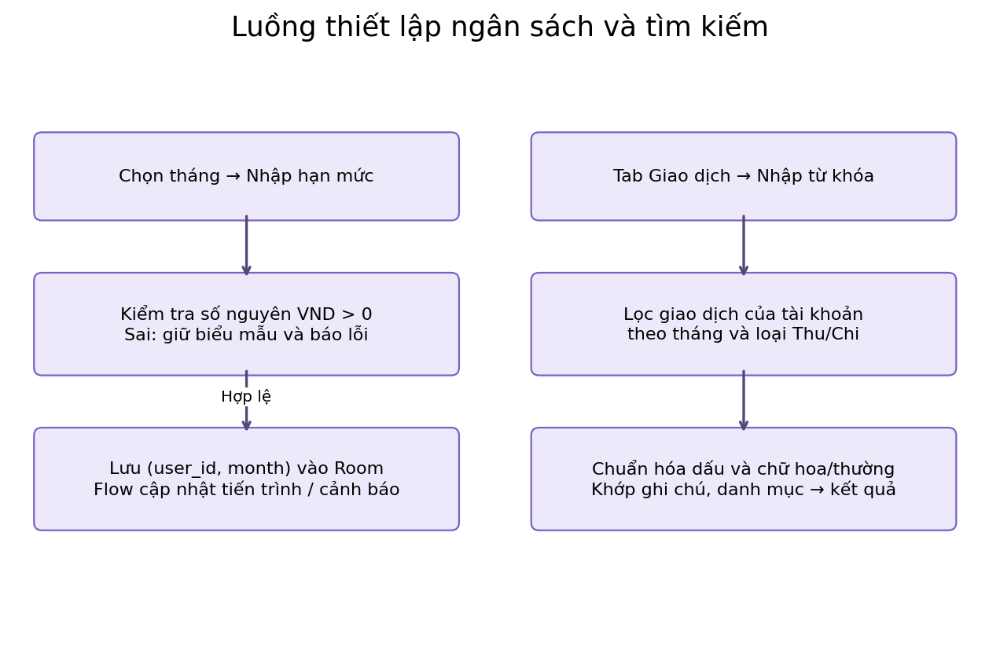 Luồng thiết lập ngân sách và tìm kiếm
Chọn tháng → Nhập hạn mức
Kiểm tra số nguyên VND > 0
Sai: giữ biểu mẫu và báo lỗi
Hợp lệ
Lưu (user_id, month) vào Room
Flow cập nhật tiến trình / cảnh báo
Tab Giao dịch → Nhập từ khóa
Lọc giao dịch của tài khoản
theo tháng và loại Thu/Chi
Chuẩn hóa dấu và chữ hoa/thường
Khớp ghi chú, danh mục → kết quả